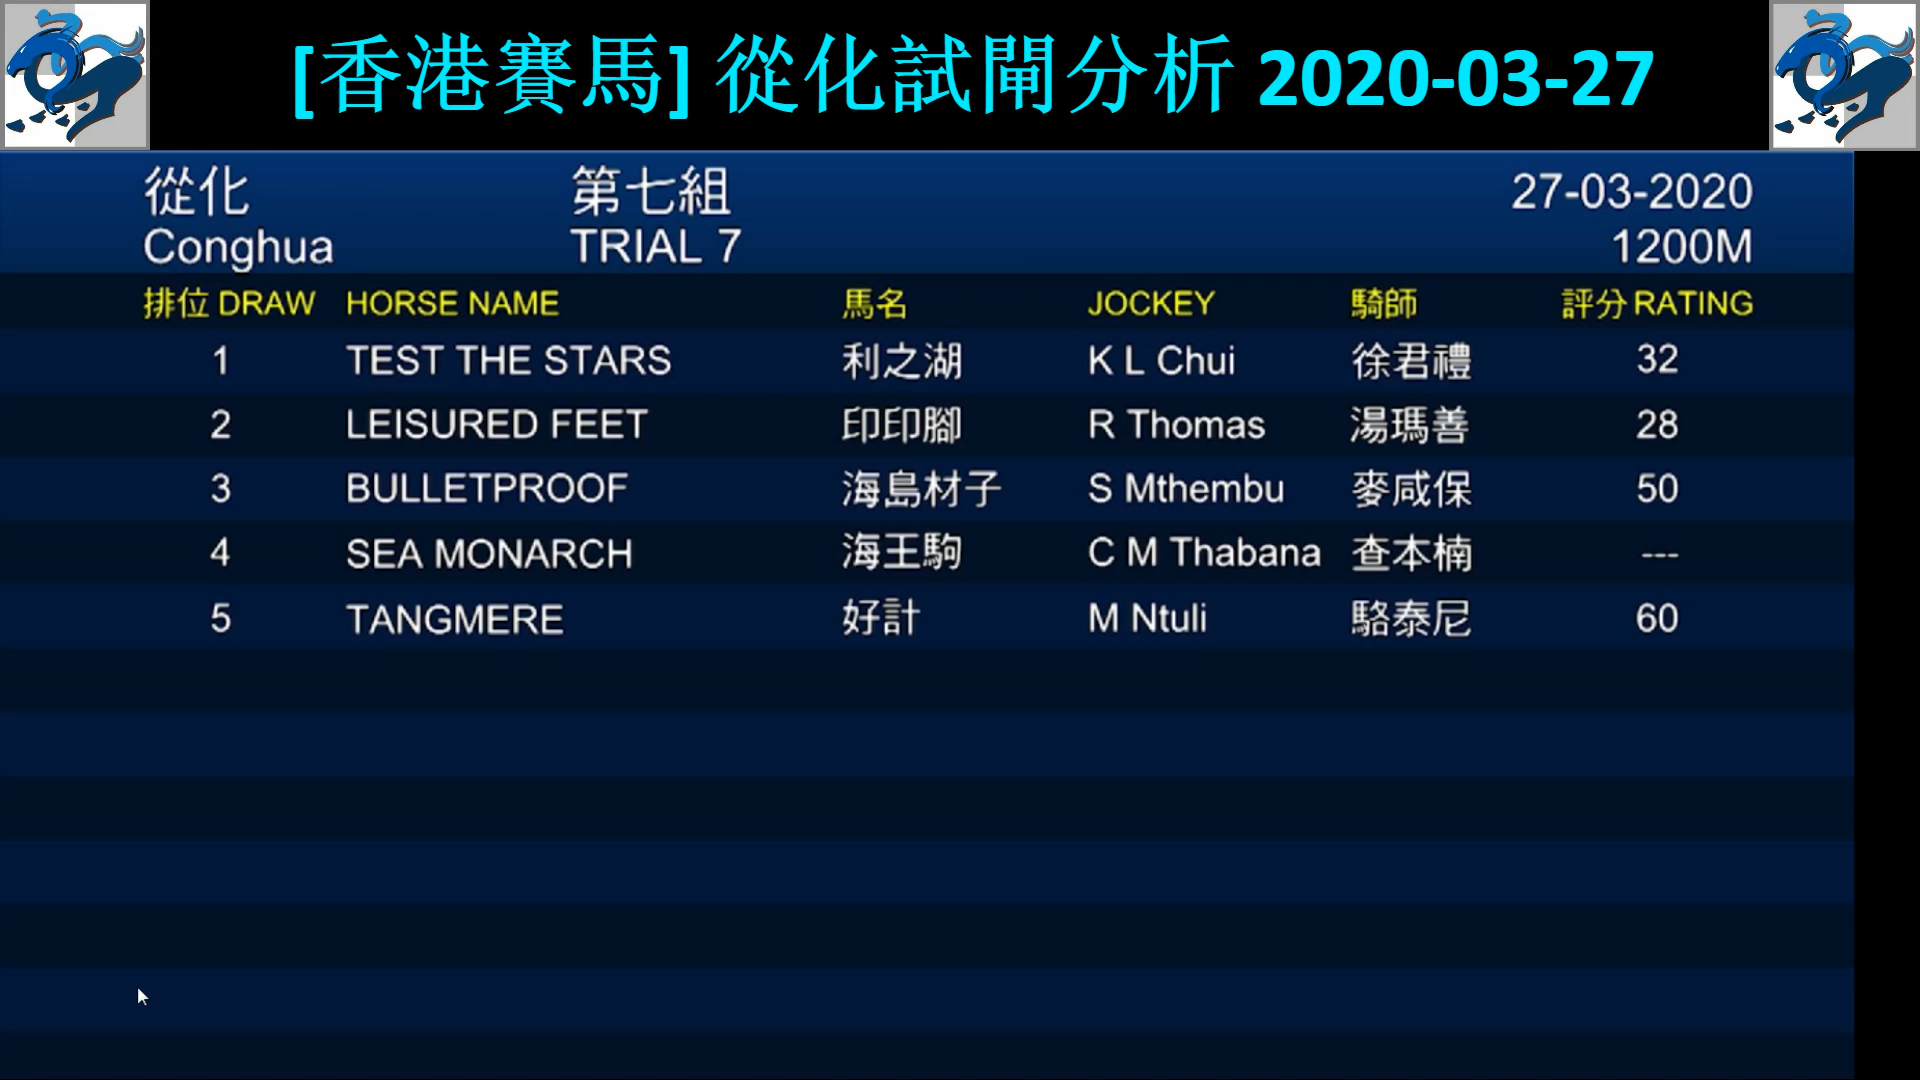 [香港賽馬] 從化試閘分析 2020-03-27
從化 第七組 27-03-2020
Conghua TRIAL 7 1200M
排位 DRAW HORSE NAME 馬名 JOCKEY 騎師 評分 RATING
1 TEST THE STARS 利之湖 K L Chui 徐君禮 32
2 LEISURED FEET 印印腳 R Thomas 湯瑪善 28
3 BULLETPROOF 海島材子 S Mthembu 麥咸保 50
4 SEA MONARCH 海王駒 C M Thabana 查本楠 ---
5 TANGMERE 好計 M Ntuli 駱泰尼 60